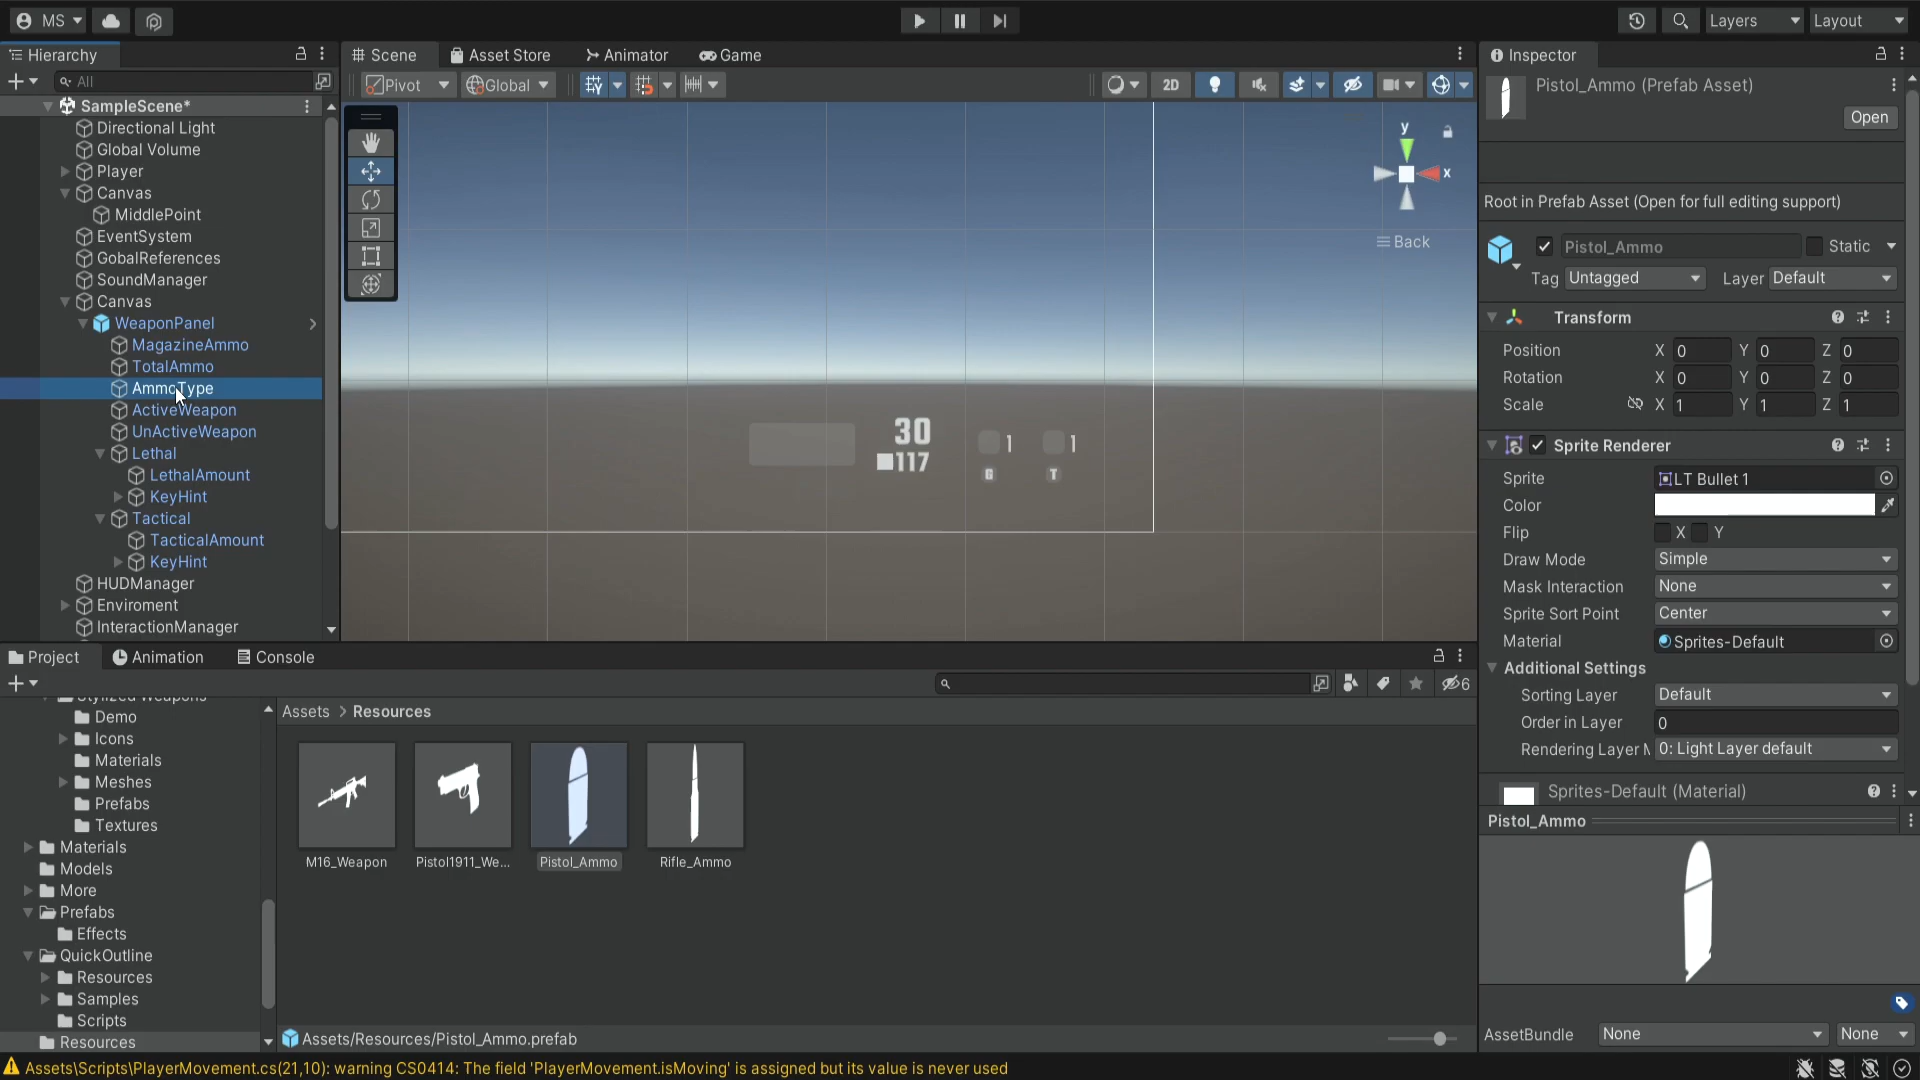 MS
Layers
Layout
Hierarchy
All
SampleScene*
Directional Light
Global Volume
Player
Canvas
MiddlePoint
EventSystem
GobalReferences
SoundManager
Canvas
WeaponPanel
MagazineAmmo
TotalAmmo
AmmoType
ActiveWeapon
UnActiveWeapon
Lethal
LethalAmount
KeyHint
Tactical
TacticalAmount
KeyHint
HUDManager
Enviroment
InteractionManager
Scene
Asset Store
Animator
Game
Pivot
Global
2D
y
x
Back
30
117
1
1
G
T
Inspector
Pistol_Ammo (Prefab Asset)
Open
Root in Prefab Asset (Open for full editing support)
Pistol_Ammo
Static
Tag Untagged
Layer Default
Transform
Position X 0 Y 0 Z 0
Rotation X 0 Y 0 Z 0
Scale X 1 Y 1 Z 1
Sprite Renderer
Sprite LT Bullet 1
Color
Flip X Y
Draw Mode Simple
Mask Interaction None
Sprite Sort Point Center
Material Sprites-Default
Additional Settings
Sorting Layer Default
Order in Layer 0
Rendering Layer M 0: Light Layer default
Sprites-Default (Material)
Pistol_Ammo
AssetBundle None None
Project
Animation
Console
6
Stylized Weapons
Demo
Icons
Materials
Meshes
Prefabs
Textures
Materials
Models
More
Prefabs
Effects
QuickOutline
Resources
Samples
Scripts
Resources
Assets > Resources
M16_Weapon
Pistol1911_We...
Pistol_Ammo
Rifle_Ammo
Assets/Resources/Pistol_Ammo.prefab
Assets\Scripts\PlayerMovement.cs(21,10): warning CS0414: The field 'PlayerMovement.isMoving' is assigned but its value is never used